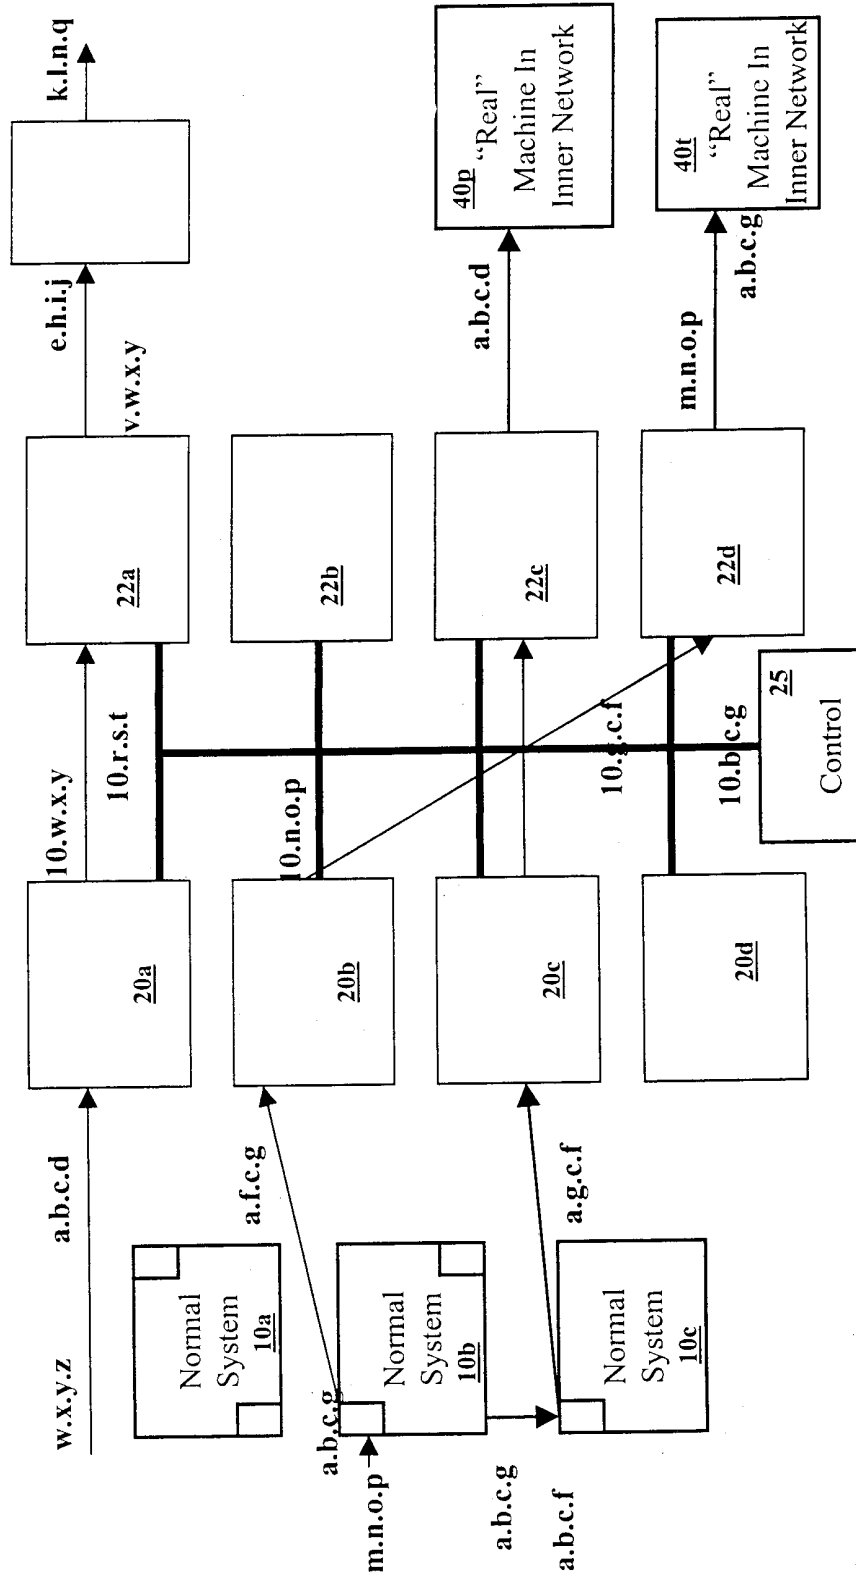 w.x.y.z
a.b.c.d
10.w.x.y
10.r.s.t
v.w.x.y
e.h.i.j
k.l.n.q
20a
22a
Normal
System
10a
a.b.c.g
m.n.o.p
a.f.c.g
20b
10.n.o.p
22b
Normal
System
10b
a.b.c.g
a.b.c.f
a.g.c.f
20c
22c
a.b.c.d
40p
“Real”
Machine In
Inner Network
Normal
System
10c
20d
10.g.c.f
10.b.c.g
22d
m.n.o.p
a.b.c.g
40t
“Real”
Machine In
Inner Network
25
Control